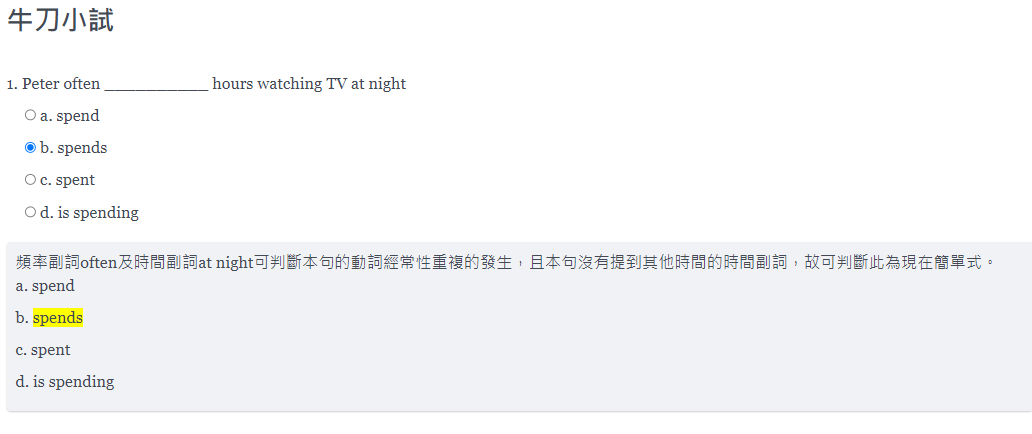 牛刀小試
1. Peter often _____________ hours watching TV at night
a. spend
b. spends
c. spent
d. is spending
頻率副詞often及時間副詞at night可判斷本句的動詞經常性重複的發生，且本句沒有提到其他時間的時間副詞，故可判斷此為現在簡單式。
a. spend
b. spends
c. spent
d. is spending